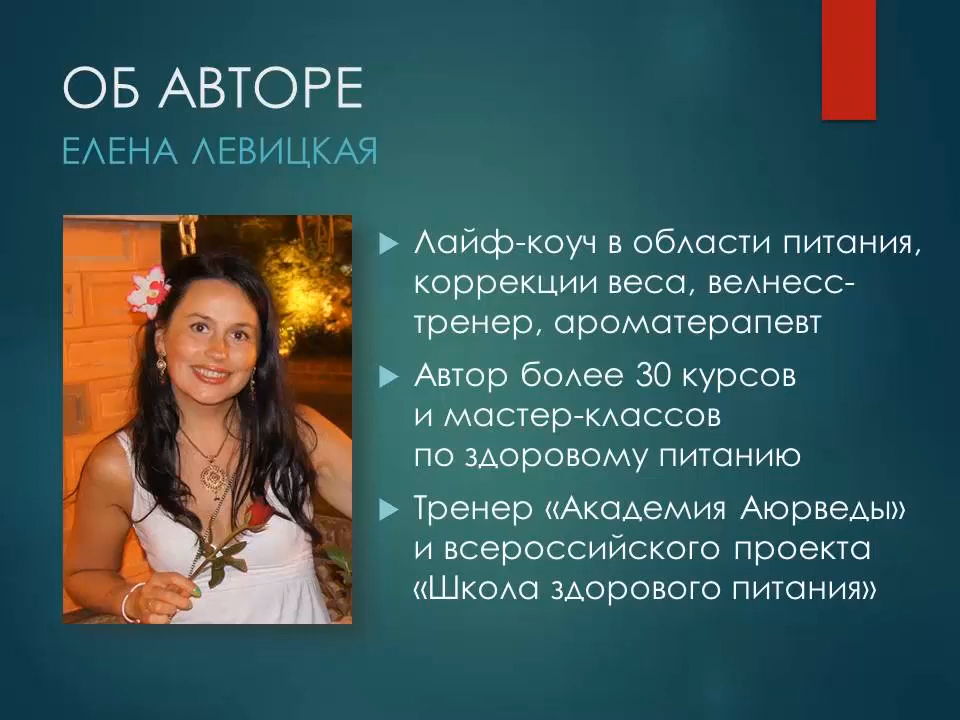 ОБ АВТОРЕ
ЕЛЕНА ЛЕВИЦКАЯ
Лайф-коуч в области питания,
коррекции веса, велнесс-
тренер, ароматерапевт
Автор более 30 курсов
и мастер-классов
по здоровому питанию
Тренер «Академия Аюрведы»
и всероссийского проекта
«Школа здорового питания»